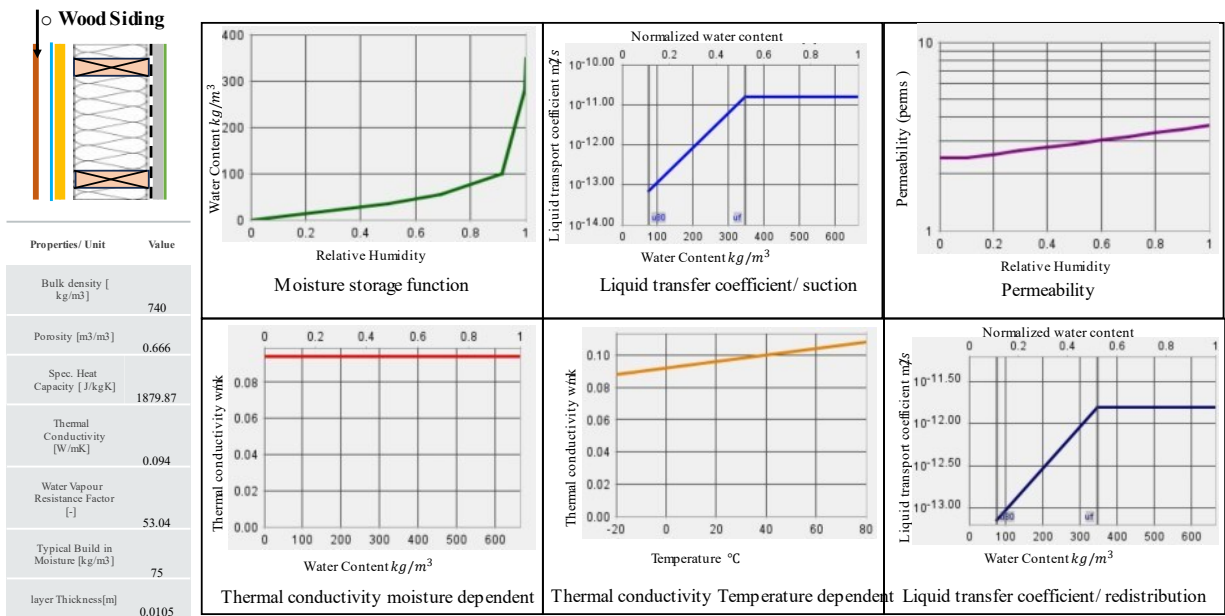 ○ Wood Siding
Properties/ Unit Value
Bulk density [
kg/m3]
740
Porosity [m3/m3]
0.666
Spec. Heat
Capacity [ J/kgK]
1879.87
Thermal
Conductivity
[W/mK]
0.094
Water Vapour
Resistance Factor
[-]
53.04
Typical Build in
Moisture [kg/m3]
75
layer Thickness[m]
0.0105
Water Content kg/m³
400
300
200
100
0
0 0.2 0.4 0.6 0.8 1
Relative Humidity
Moisture storage function
Normalized water content
0 0.2 0.4 0.6 0.8 1
Liquid transport coefficient m²/s
10-10.00
10-11.00
10-12.00
10-13.00
10-14.00
u80 uf
0 100 200 300 400 500 600
Water Content kg/m³
Liquid transfer coefficient/ suction
Permeability (perms )
10
1
0 0.2 0.4 0.6 0.8 1
Relative Humidity
Permeability
0 0.2 0.4 0.6 0.8 1
Thermal conductivity w/mk
0.08
0.06
0.04
0.02
0.00
0 100 200 300 400 500 600
Water Content kg/m³
Thermal conductivity moisture dependent
Thermal conductivity w/mk
0.10
0.08
0.06
0.04
0.02
0.00
-20 0 20 40 60 80
Temperature °C
Thermal conductivity Temperature dependent
Normalized water content
0 0.2 0.4 0.6 0.8 1
Liquid transport coefficient m²/s
10-11.50
10-12.00
10-12.50
10-13.00
u80 uf
0 100 200 300 400 500 600
Water Content kg/m³
Liquid transfer coefficient/ redistribution